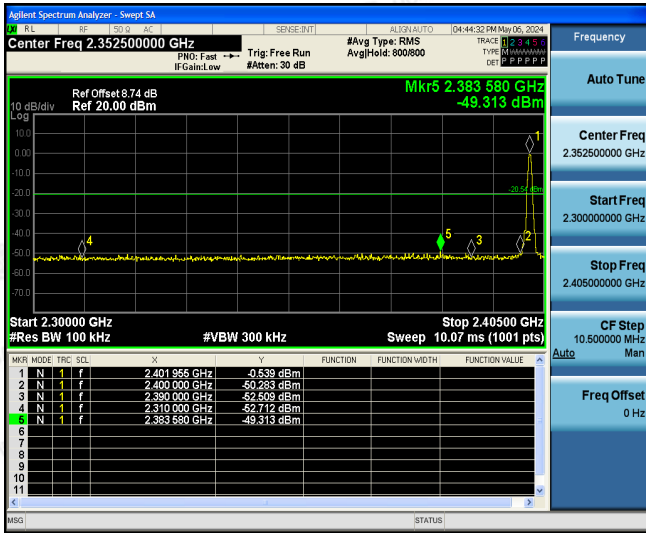 Agilent Spectrum Analyzer - Swept SA
RL RF 50 Ω AC SENSE:INT ALIGN AUTO 04:44:32 PM May 06, 2024
Center Freq 2.352500000 GHz
PNO: Fast
IFGain:Low
Trig: Free Run
#Atten: 30 dB
#Avg Type: RMS
Avg|Hold: 800/800
TRACE 1 2 3 4 5 6
TYPE M
DET P P P P P P
Ref Offset 8.74 dB
Ref 20.00 dBm
Mkr5 2.383 580 GHz
-49.313 dBm
10 dB/div
Log
10.0
0.00
-10.0
-20.0
-30.0
-40.0
-50.0
-60.0
-70.0
1
-20.54 dBm
4
5
3
2
Start 2.30000 GHz
Stop 2.40500 GHz
#Res BW 100 kHz #VBW 300 kHz Sweep 10.07 ms (1001 pts)
MKR MODE TRC SCL X Y FUNCTION FUNCTION WIDTH FUNCTION VALUE
1 N 1 f 2.401 955 GHz -0.539 dBm
2 N 1 f 2.400 000 GHz -50.283 dBm
3 N 1 f 2.390 000 GHz -52.509 dBm
4 N 1 f 2.310 000 GHz -52.712 dBm
5 N 1 f 2.383 580 GHz -49.313 dBm
6
7
8
9
10
11
MSG STATUS
Frequency
Auto Tune
Center Freq
2.352500000 GHz
Start Freq
2.300000000 GHz
Stop Freq
2.405000000 GHz
CF Step
10.500000 MHz
Auto Man
Freq Offset
0 Hz